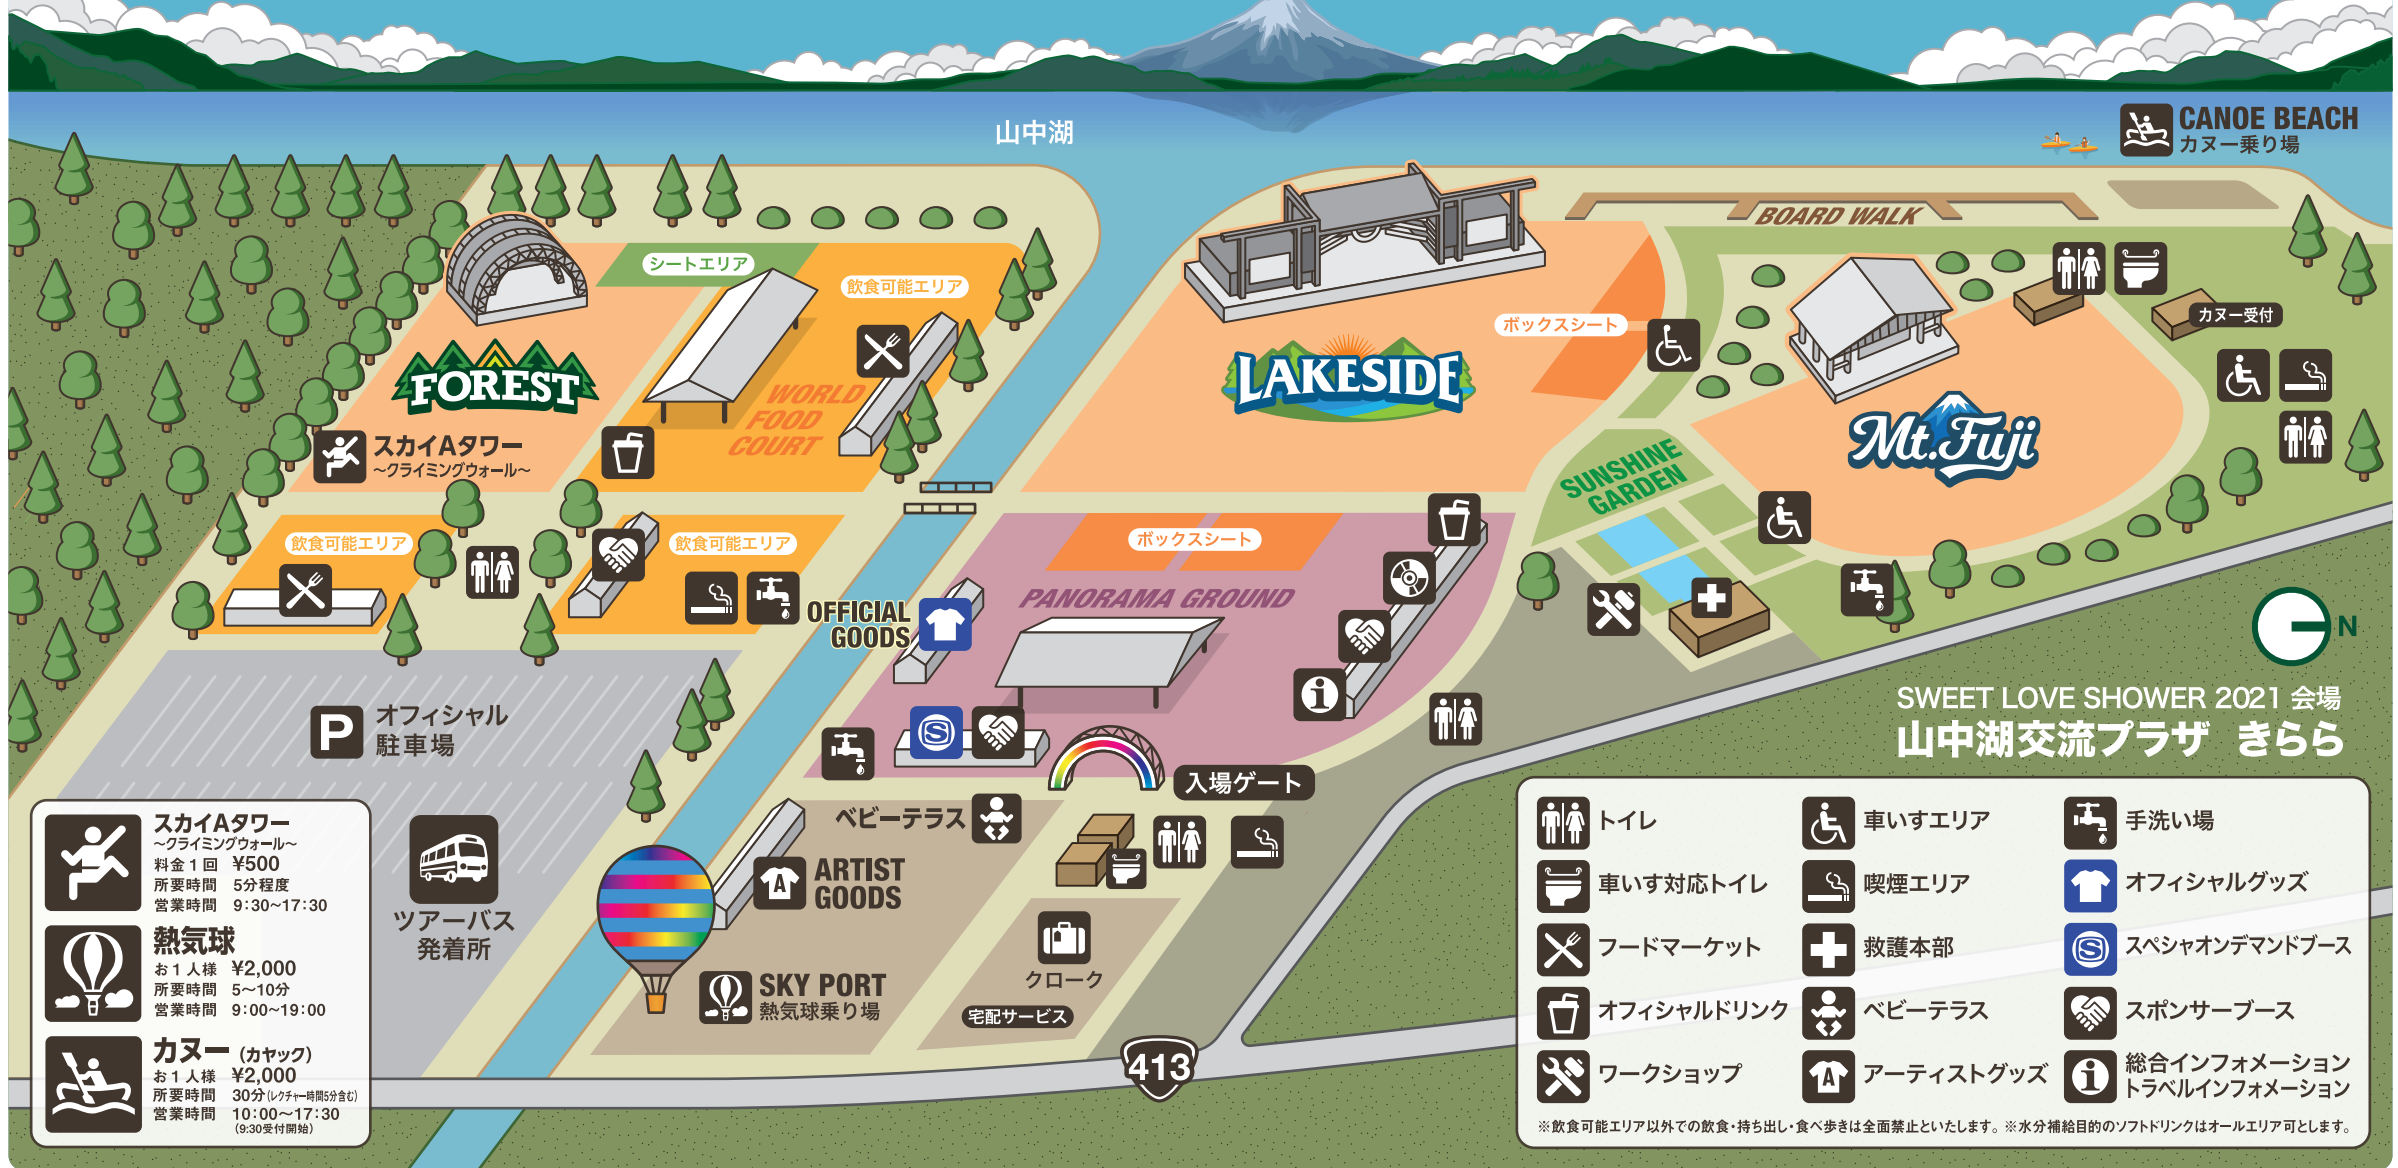 山中湖
CANOE BEACH
カヌー乗り場
BOARD WALK
シートエリア
飲食可能エリア
FOREST
WORLD
FOOD
COURT
スカイAタワー
～クライミングウォール～
LAKESIDE
ボックスシート
カヌー受付
Mt.Fuji
SUNSHINE
GARDEN
飲食可能エリア
飲食可能エリア
ボックスシート
PANORAMA GROUND
OFFICIAL
GOODS
N
P
オフィシャル
駐車場
S
i
入場ゲート
ベビーテラス
A
ARTIST
GOODS
ツアーバス
発着所
SKY PORT
熱気球乗り場
クローク
宅配サービス
413
SWEET LOVE SHOWER 2021 会場
山中湖交流プラザ きらら
スカイAタワー
～クライミングウォール～
料金1回 ¥500
所要時間 5分程度
営業時間 9:30~17:30
熱気球
お1人様 ¥2,000
所要時間 5～10分
営業時間 9:00~19:00
カヌー (カヤック)
お1人様 ¥2,000
所要時間 30分(レクチャー時間5分含む)
営業時間 10:00～17:30
(9:30受付開始)
トイレ
車いすエリア
手洗い場
車いす対応トイレ
喫煙エリア
オフィシャルグッズ
フードマーケット
救護本部
S
スペシャオンデマンドブース
オフィシャルドリンク
ベビーテラス
スポンサーブース
ワークショップ
A
アーティストグッズ
i
総合インフォメーション
トラベルインフォメーション
※飲食可能エリア以外での飲食・持ち出し・食べ歩きは全面禁止といたします。※水分補給目的のソフトドリンクはオールエリア可とします。